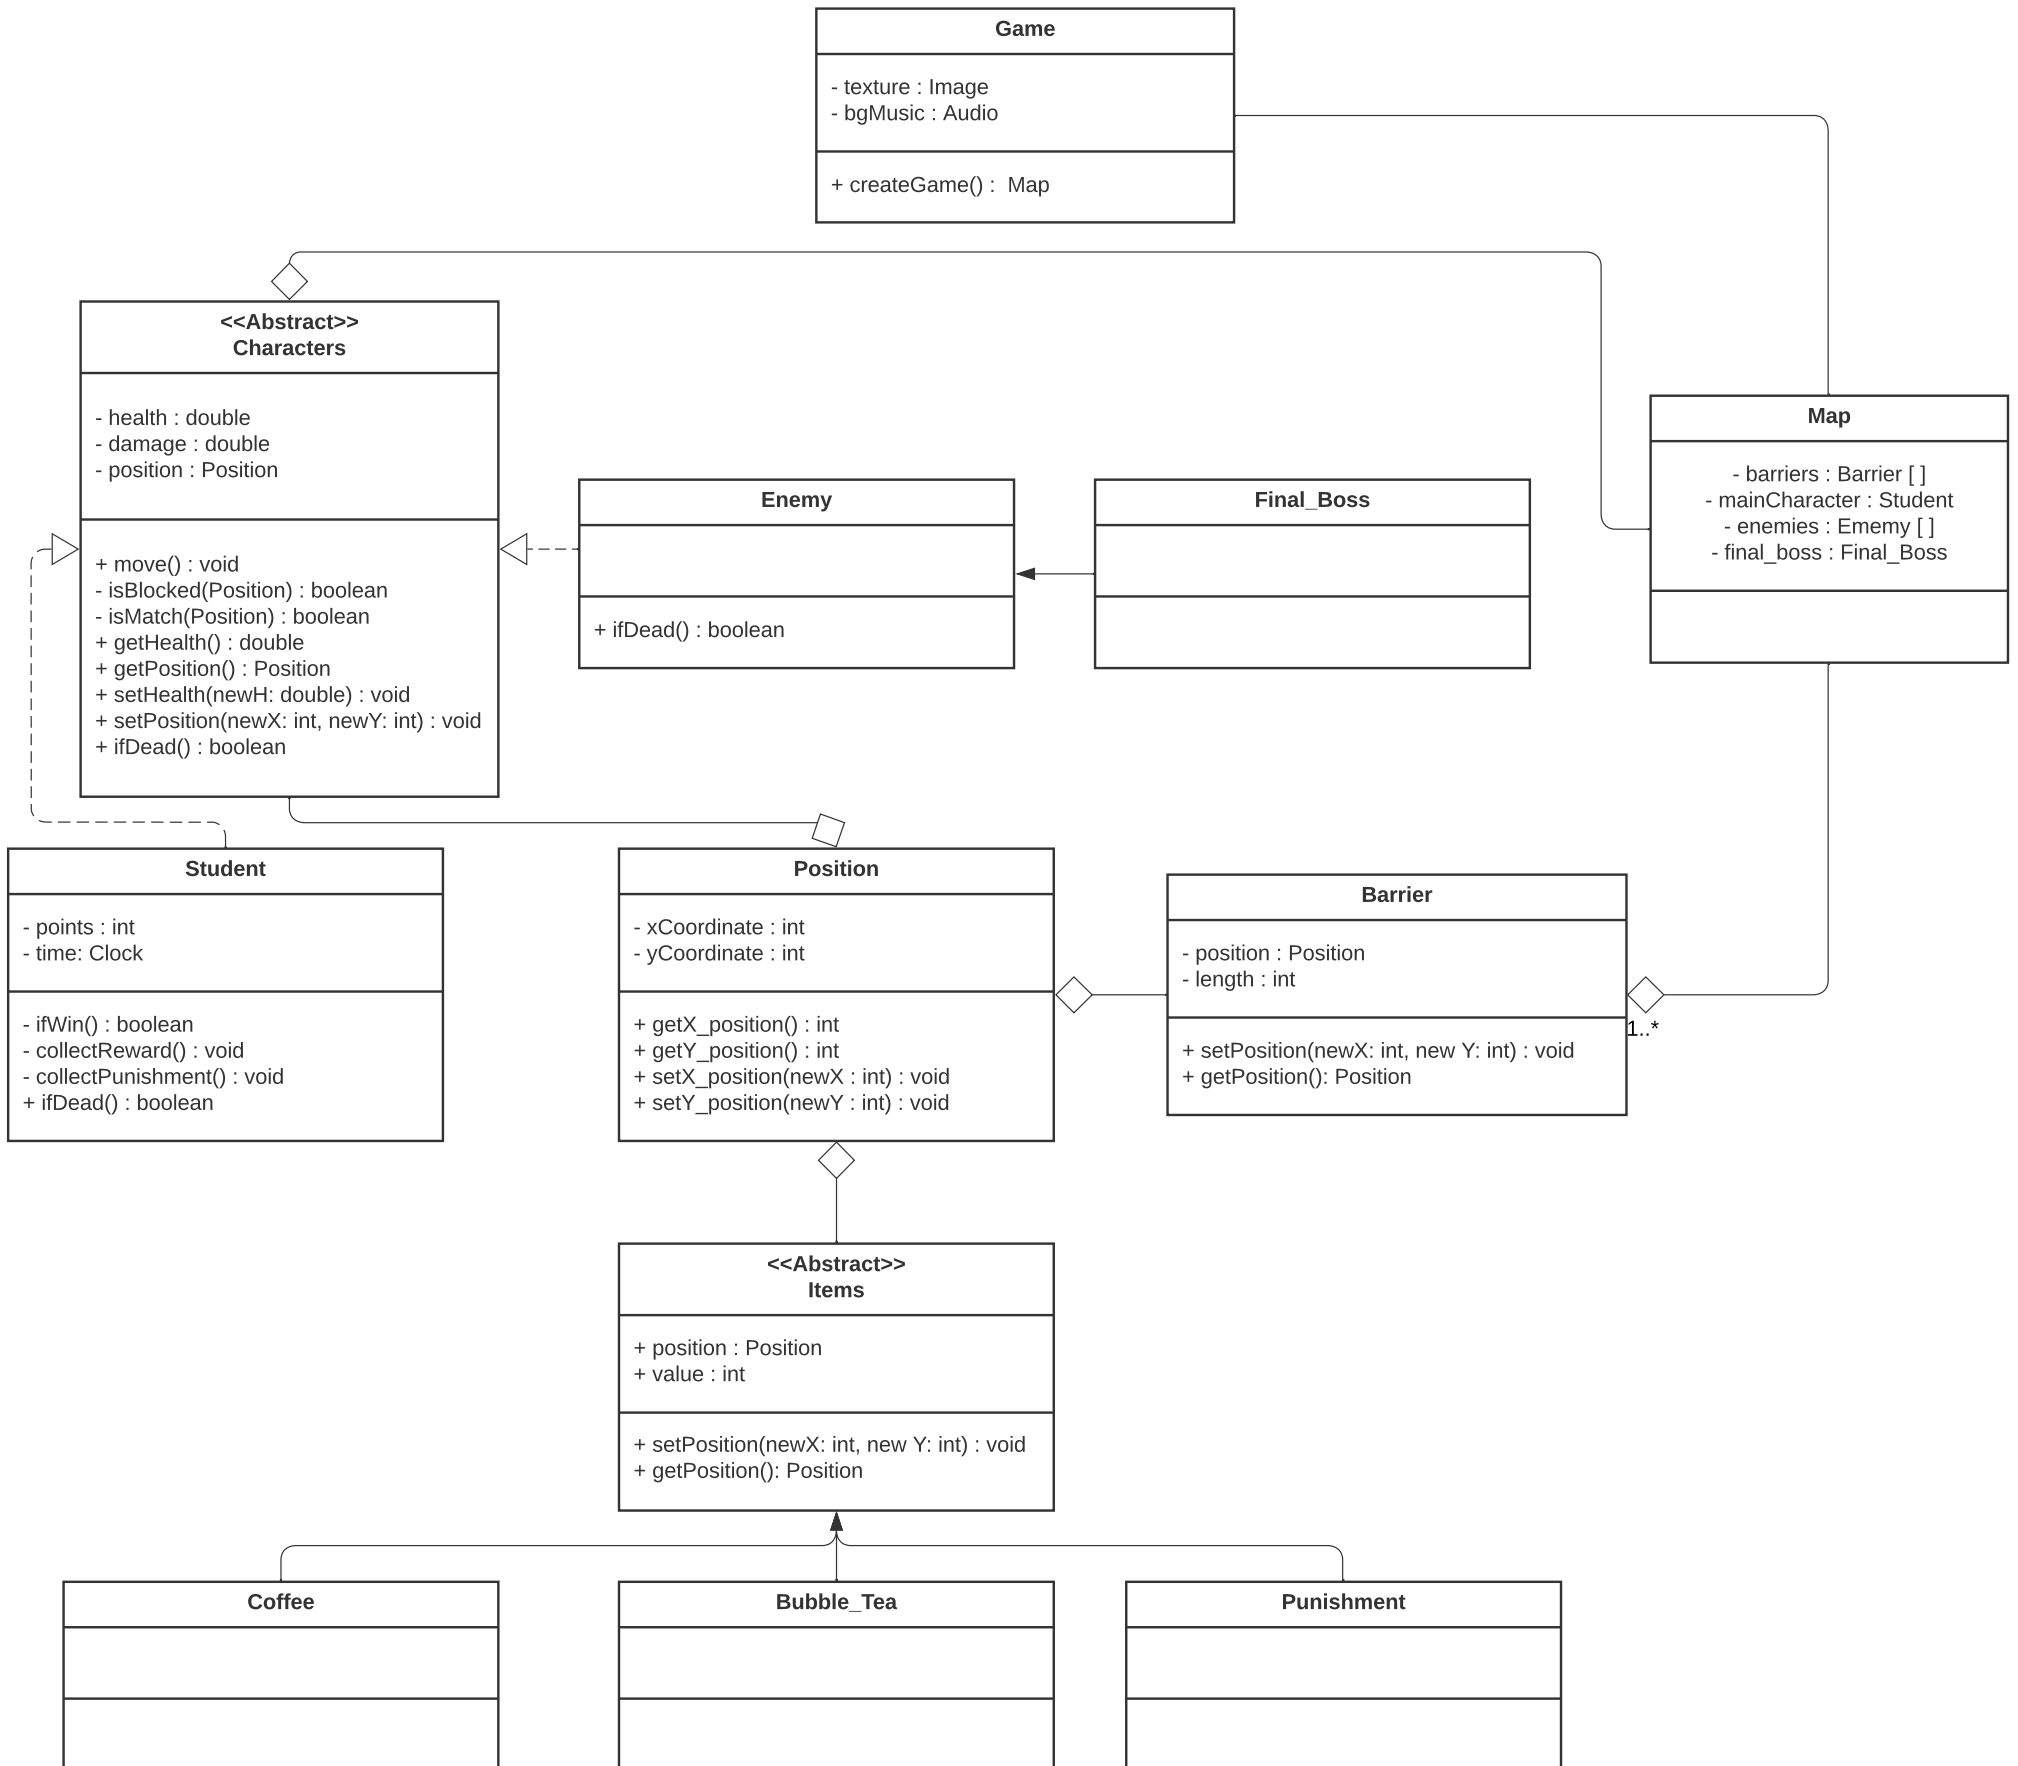 Game
- texture : Image
- bgMusic : Audio
+ createGame() :  Map
<<Abstract>>
Characters
- health : double
- damage : double
- position : Position
+ move() : void
- isBlocked(Position) : boolean
- isMatch(Position) : boolean
+ getHealth() : double
+ getPosition() : Position
+ setHealth(newH: double) : void
+ setPosition(newX: int, newY: int) : void
+ ifDead() : boolean
Enemy
+ ifDead() : boolean
Final_Boss
Map
- barriers : Barrier [ ]
- mainCharacter : Student
- enemies : Ememy [ ]
- final_boss : Final_Boss
Student
- points : int
- time: Clock
- ifWin() : boolean
- collectReward() : void
- collectPunishment() : void
+ ifDead() : boolean
Position
- xCoordinate : int
- yCoordinate : int
+ getX_position() : int
+ getY_position() : int
+ setX_position(newX : int) : void
+ setY_position(newY : int) : void
Barrier
- position : Position
- length : int
+ setPosition(newX: int, new Y: int) : void
+ getPosition(): Position
1..*
<<Abstract>>
Items
+ position : Position
+ value : int
+ setPosition(newX: int, new Y: int) : void
+ getPosition(): Position
Coffee
Bubble_Tea
Punishment